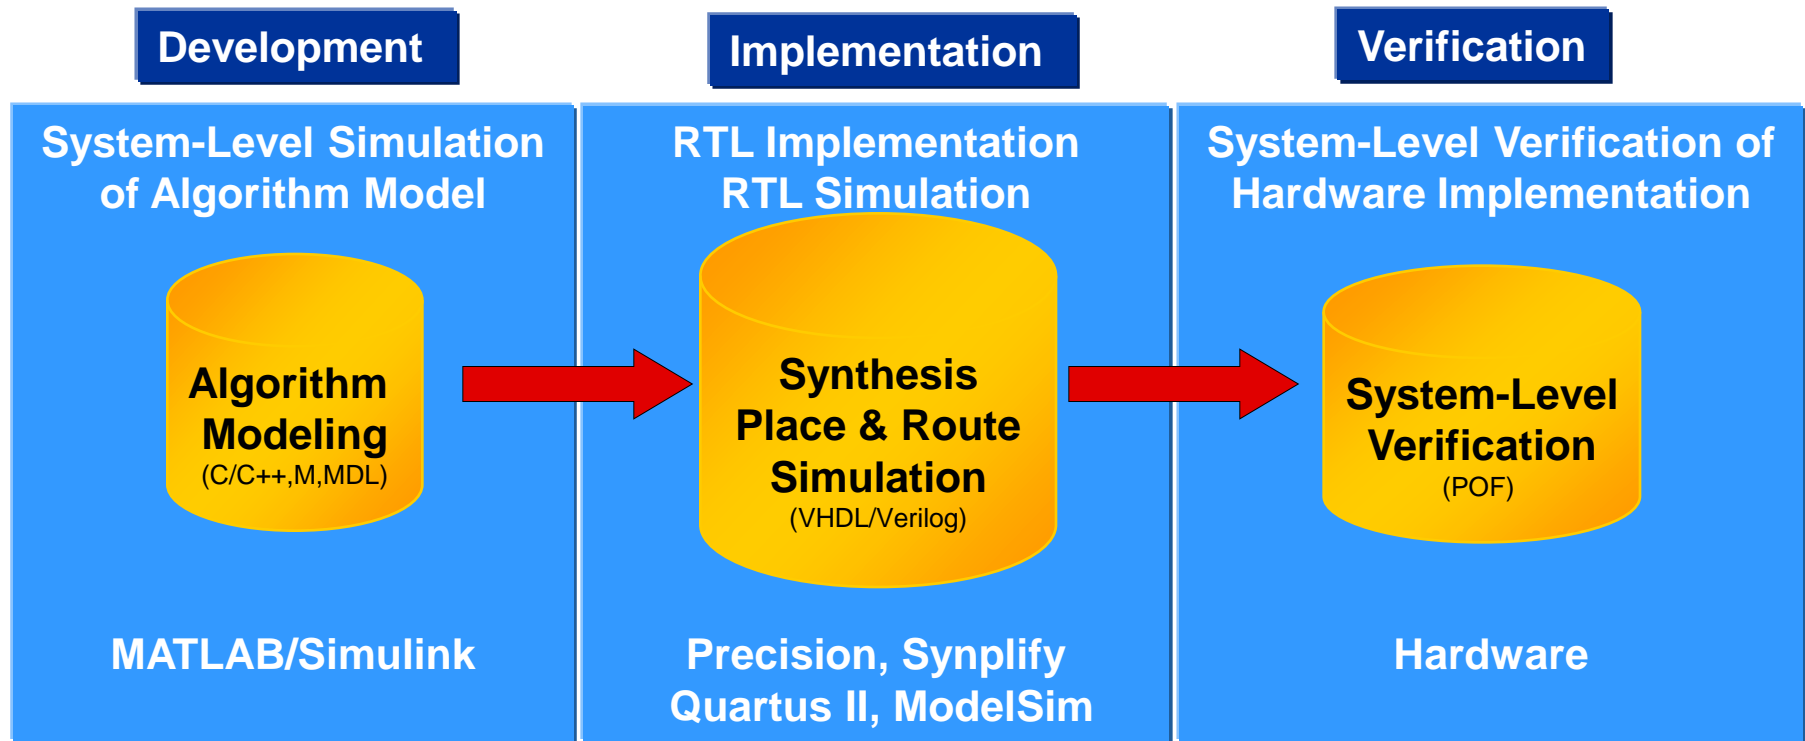 Development
System-Level Simulation
of Algorithm Model
Algorithm
Modeling
(C/C++,M,MDL)
MATLAB/Simulink
Implementation
RTL Implementation
RTL Simulation
Synthesis
Place & Route
Simulation
(VHDL/Verilog)
Precision, Synplify
Quartus II, ModelSim
Verification
System-Level Verification of
Hardware Implementation
System-Level
Verification
(POF)
Hardware